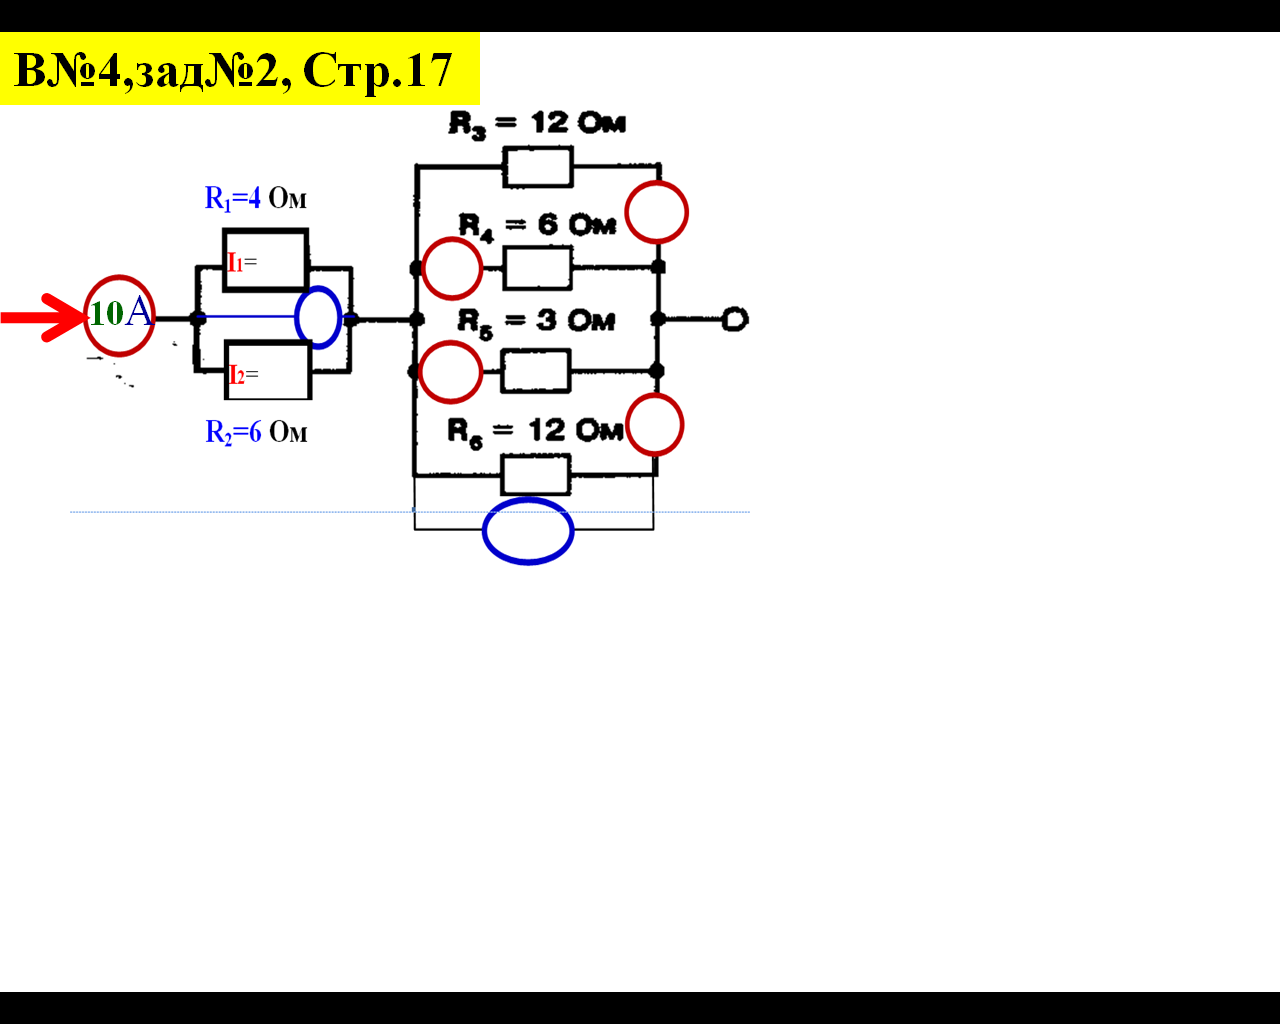 В№4,зад№2, Стр.17
R₃ = 12 Ом
R₁=4 Ом
R₄ = 6 Ом
I₁=
10А
R₅ = 3 Ом
I₂=
R₂=6 Ом
R₆ = 12 Ом